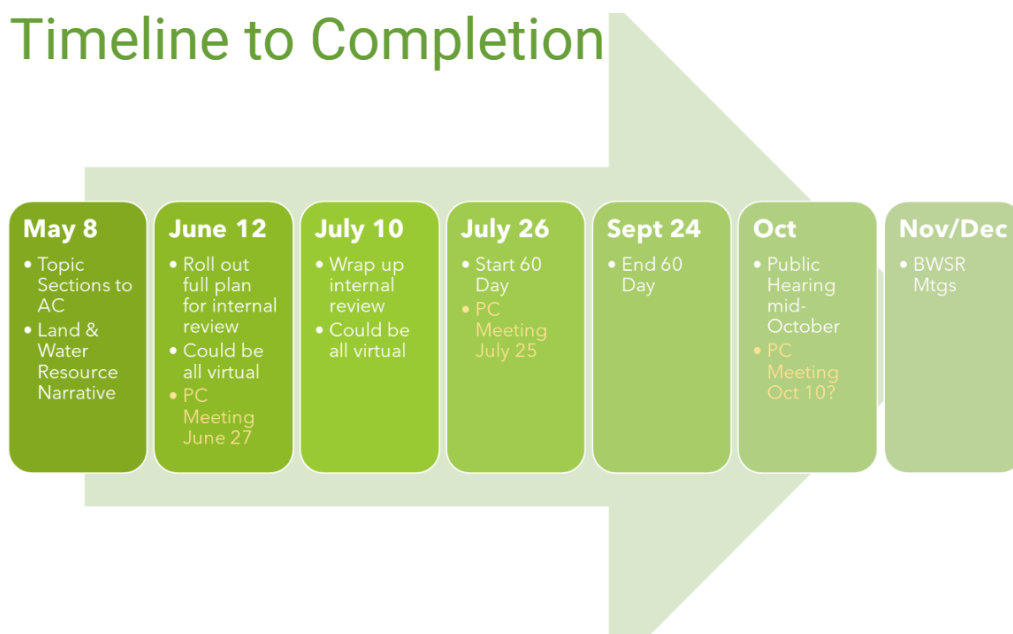 Timeline to Completion
May 8
• Topic
Sections to
AC
• Land &
Water
Resource
Narrative
June 12
• Roll out
full plan
for internal
review
• Could be
all virtual
• PC
Meeting
June 27
July 10
• Wrap up
internal
review
• Could be
all virtual
July 26
• Start 60
Day
• PC
Meeting
July 25
Sept 24
• End 60
Day
Oct
• Public
Hearing
mid-
October
• PC
Meeting
Oct 10?
Nov/Dec
• BWSR
Mtgs